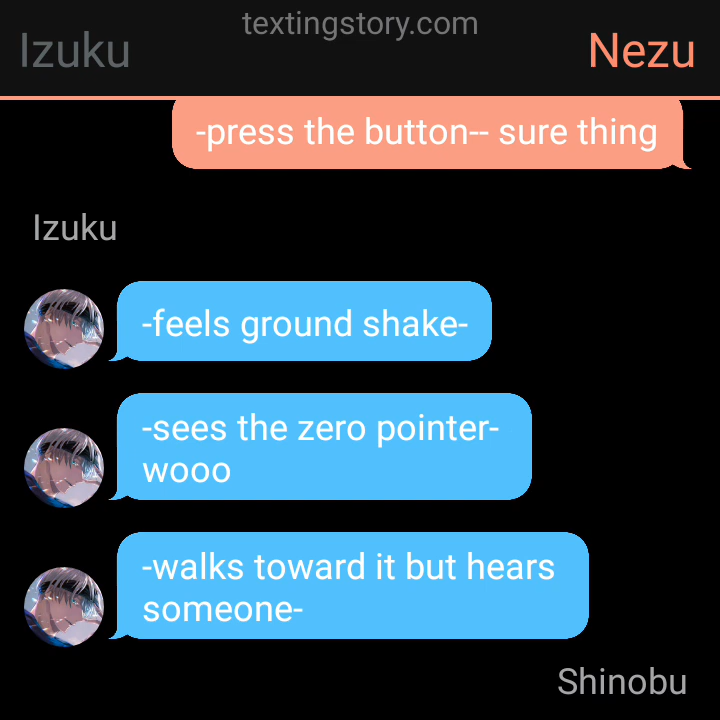 textingstory.com
Izuku
Nezu
-press the button-- sure thing
Izuku
-feels ground shake-
-sees the zero pointer-
wooo
-walks toward it but hears
someone-
Shinobu